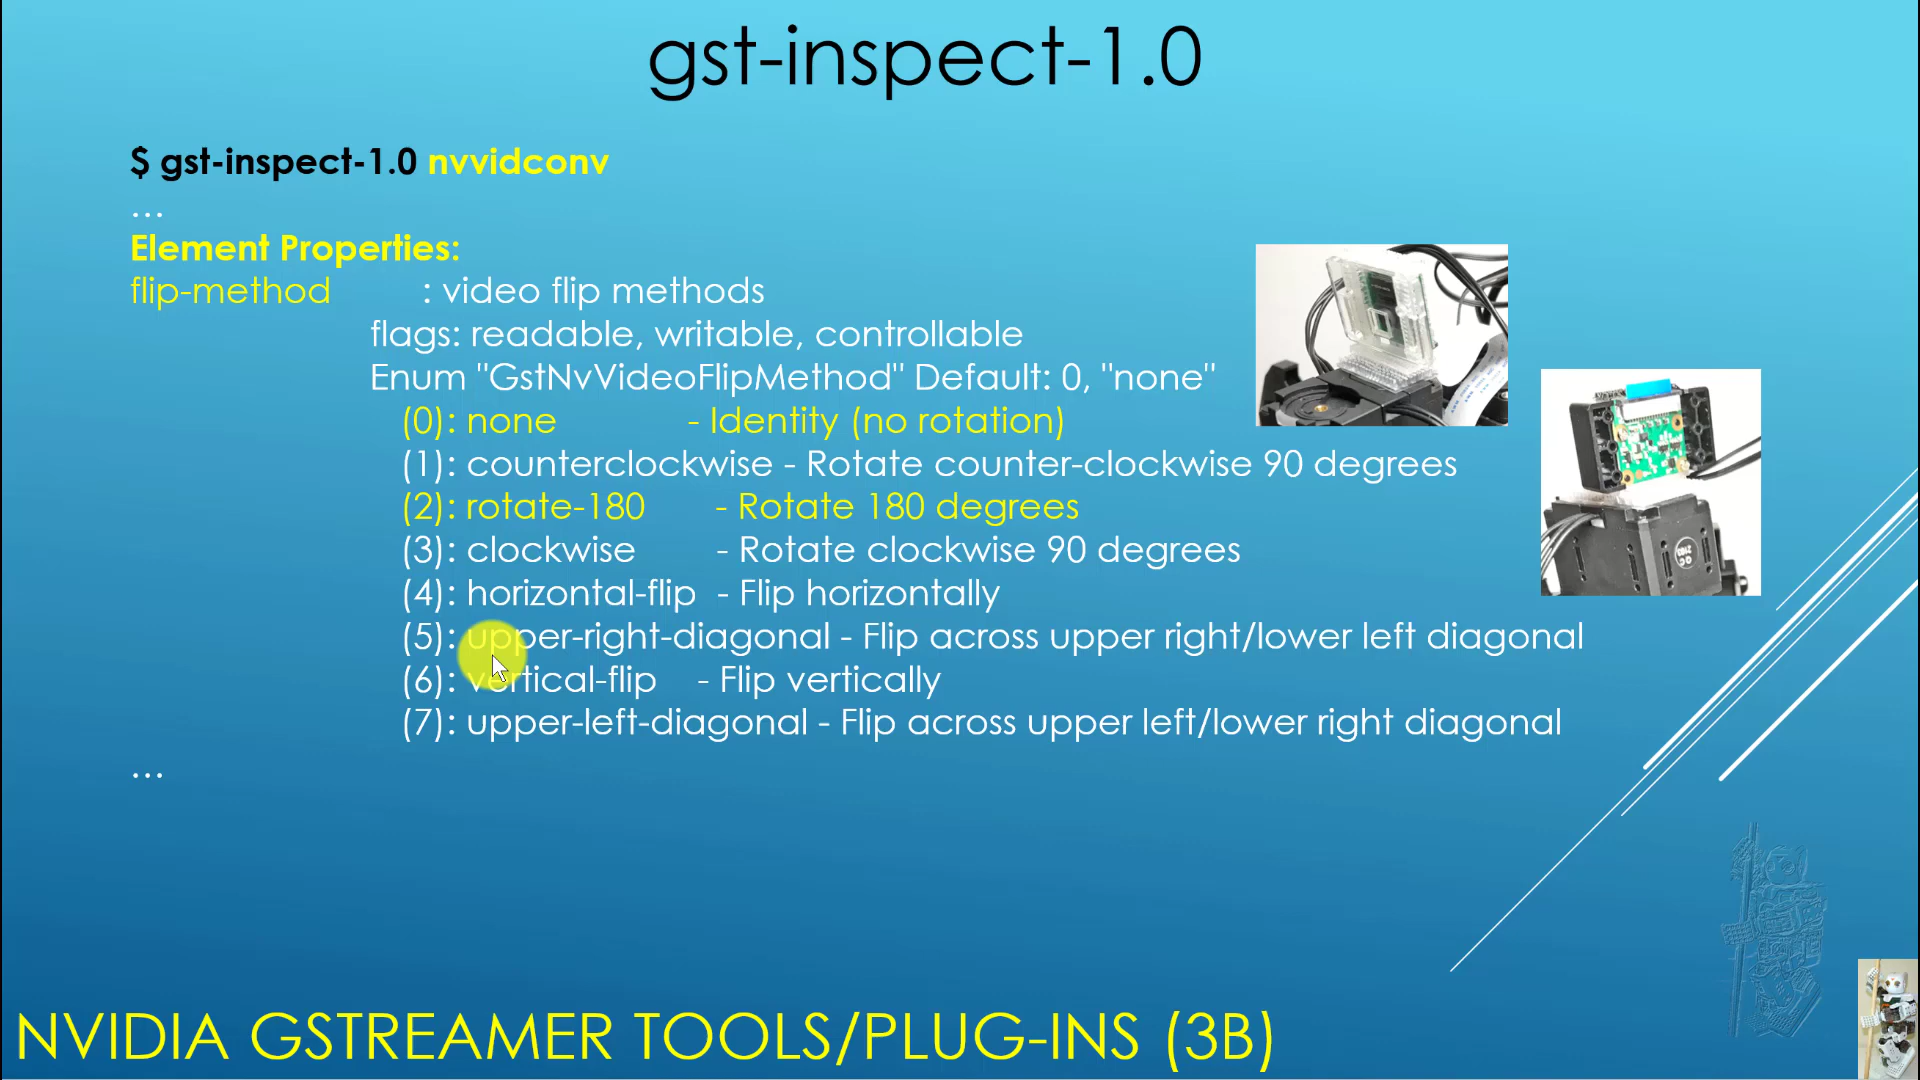 gst-inspect-1.0
$ gst-inspect-1.0 nvvidconv
...
Element Properties:
flip-method : video flip methods
flags: readable, writable, controllable
Enum "GstNvVideoFlipMethod" Default: 0, "none"
(0): none - Identity (no rotation)
(1): counterclockwise - Rotate counter-clockwise 90 degrees
(2): rotate-180 - Rotate 180 degrees
(3): clockwise - Rotate clockwise 90 degrees
(4): horizontal-flip - Flip horizontally
(5): upper-right-diagonal - Flip across upper right/lower left diagonal
(6): vertical-flip - Flip vertically
(7): upper-left-diagonal - Flip across upper left/lower right diagonal
...
NVIDIA GSTREAMER TOOLS/PLUG-INS (3B)